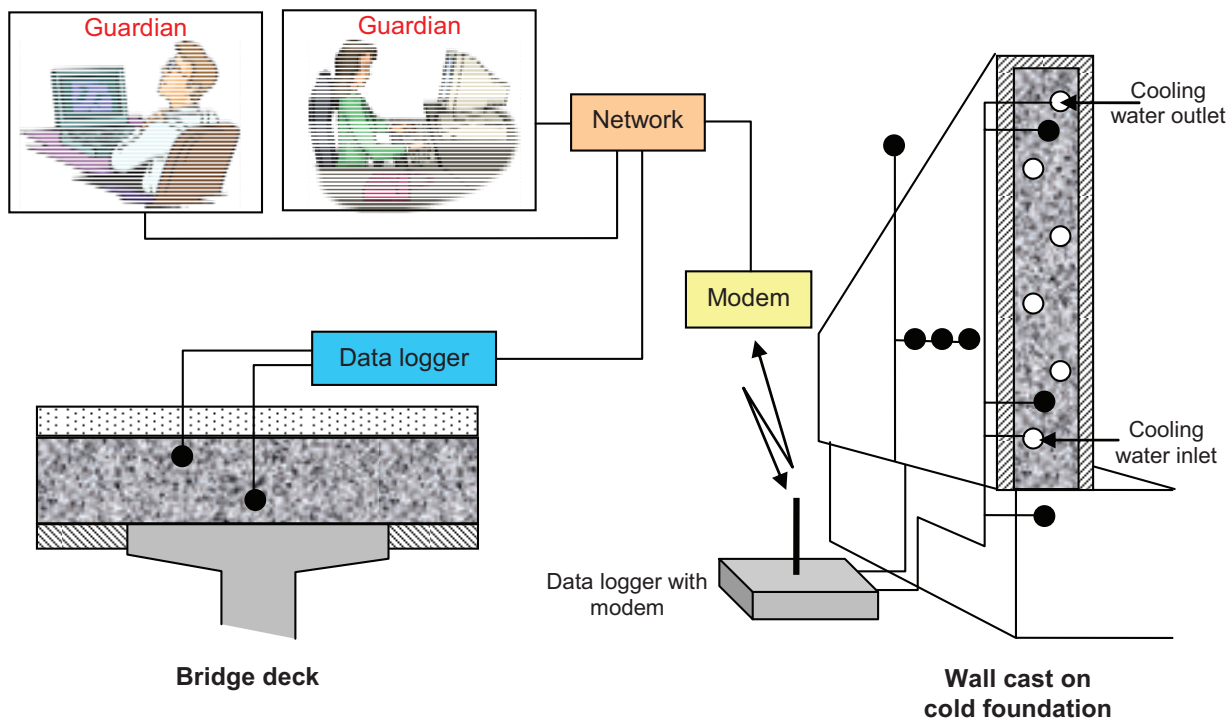 Guardian
Guardian
Network
Cooling
water outlet
Modem
Data logger
Cooling
water inlet
Data logger with
modem
Bridge deck
Wall cast on
cold foundation